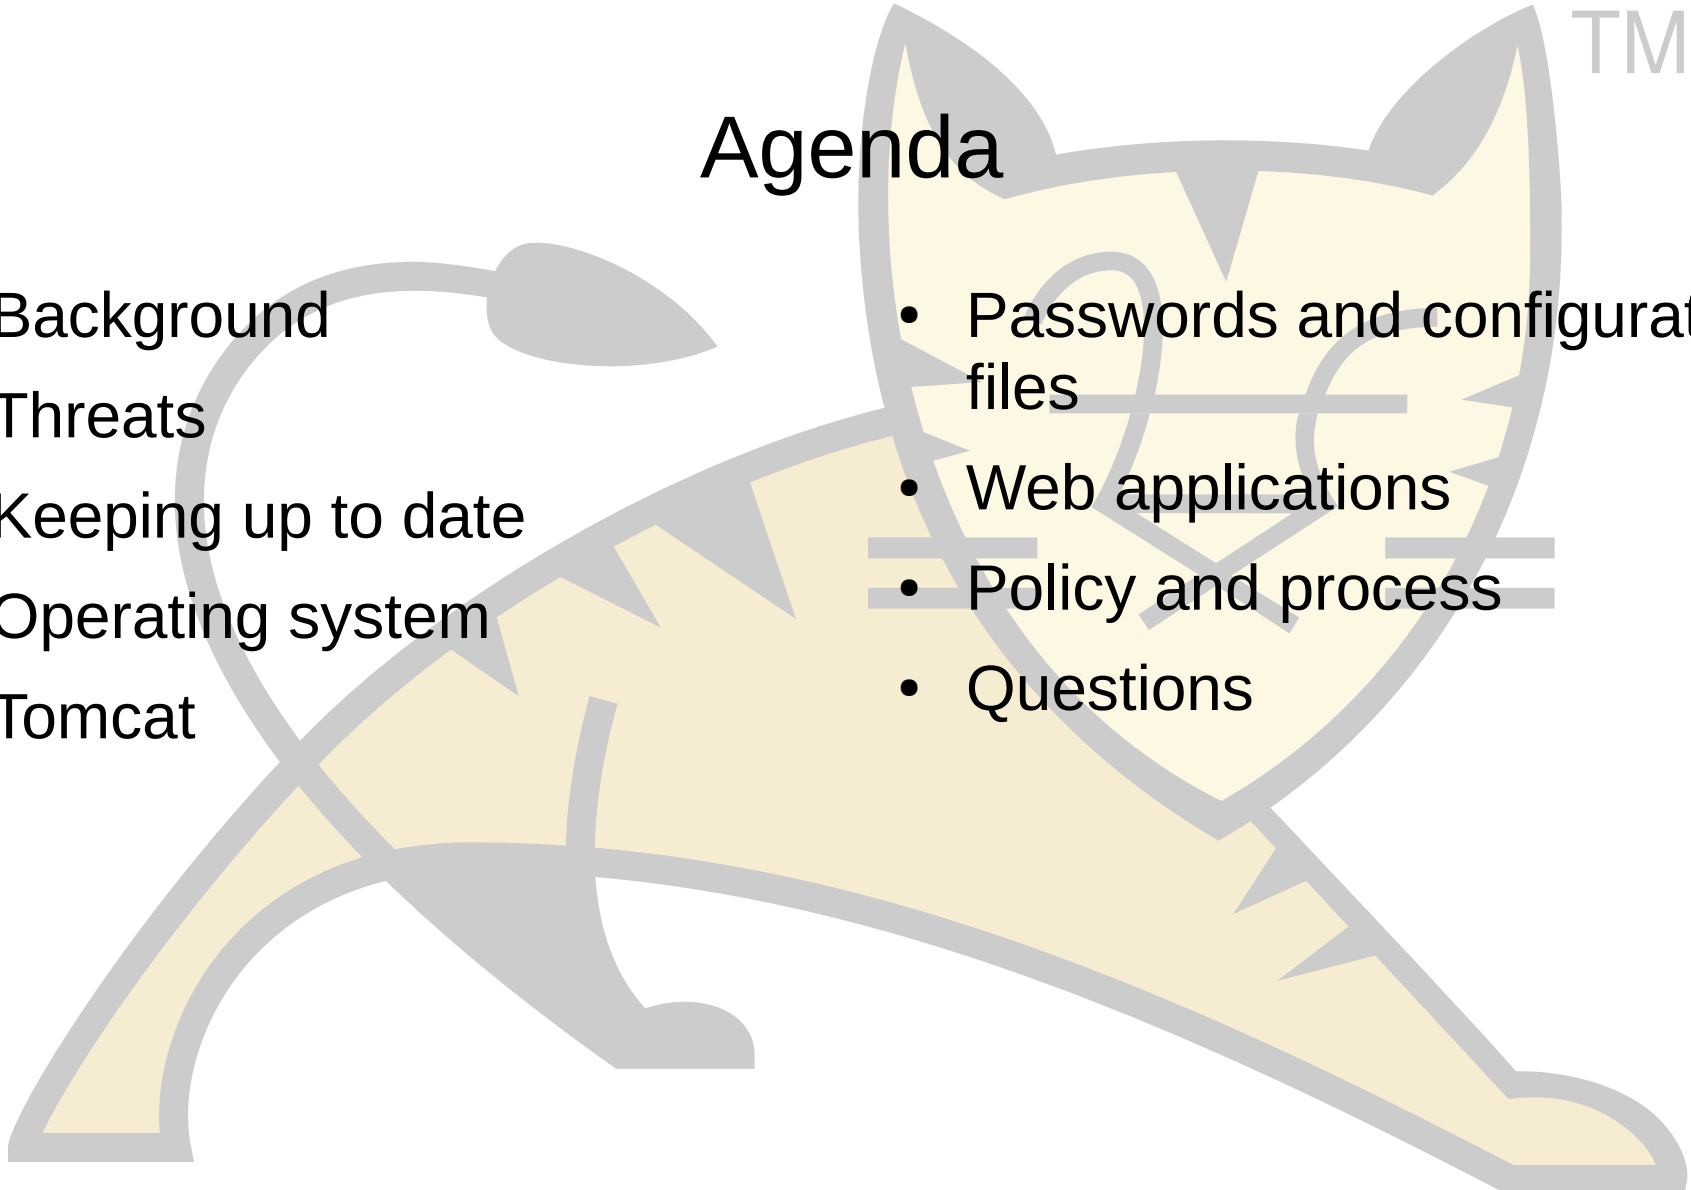 TM
Agenda
Background
Threats
Keeping up to date
Operating system
Tomcat
• Passwords and configurat
files
• Web applications
• Policy and process
• Questions